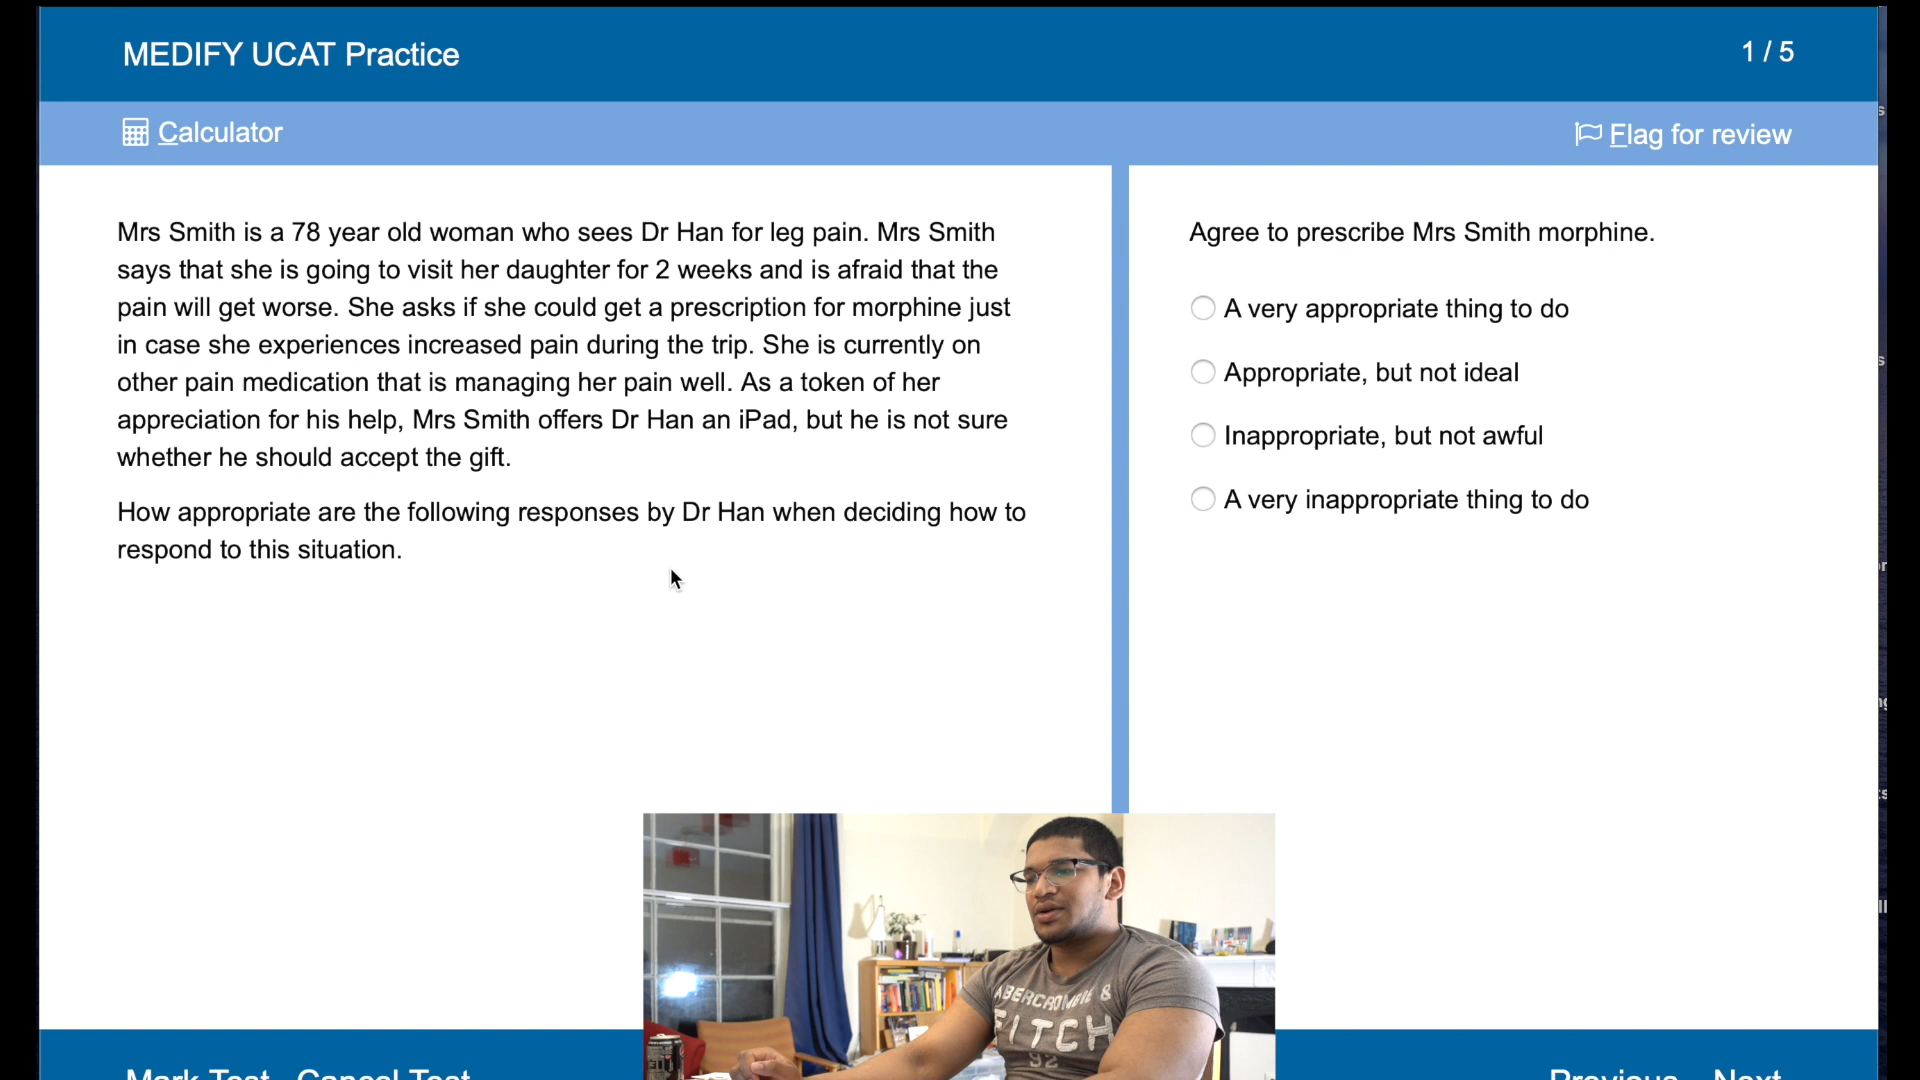 MEDIFY UCAT Practice
1 / 5
Calculator
Flag for review
Mrs Smith is a 78 year old woman who sees Dr Han for leg pain. Mrs Smith
says that she is going to visit her daughter for 2 weeks and is afraid that the
pain will get worse. She asks if she could get a prescription for morphine just
in case she experiences increased pain during the trip. She is currently on
other pain medication that is managing her pain well. As a token of her
appreciation for his help, Mrs Smith offers Dr Han an iPad, but he is not sure
whether he should accept the gift.
How appropriate are the following responses by Dr Han when deciding how to
respond to this situation.
Agree to prescribe Mrs Smith morphine.
A very appropriate thing to do
Appropriate, but not ideal
Inappropriate, but not awful
A very inappropriate thing to do
ABERCROMBIE &
FITCH
92
Mark Test
Cancel Test
Previous
Next